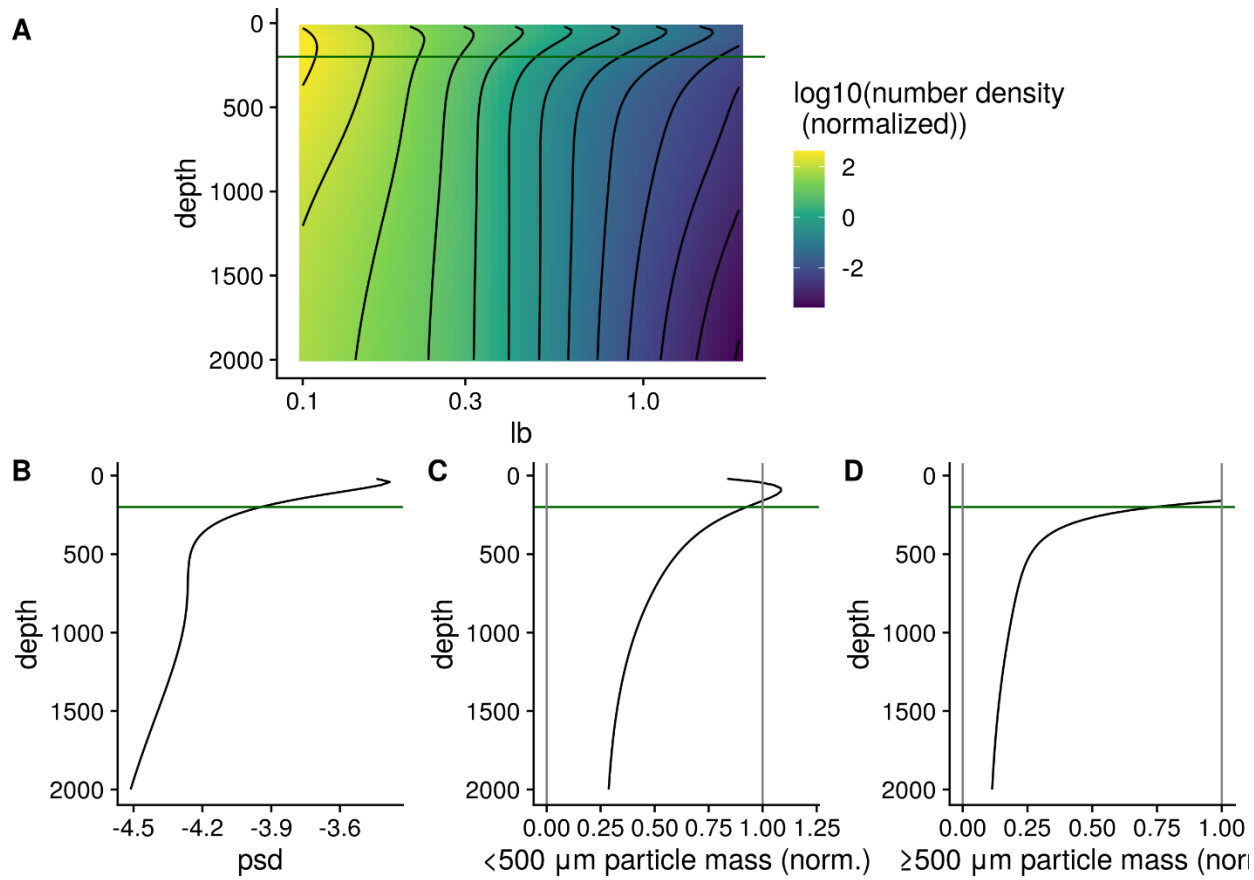 A
0
500
1000
1500
2000
depth
0.1
0.3
1.0
lb
log10(number density
(normalized))
2
0
-2
B
0
500
1000
1500
2000
depth
-4.5
-4.2
-3.9
-3.6
psd
C
0
500
1000
1500
2000
depth
0.00
0.25
0.50
0.75
1.00
1.25
<500 µm particle mass (norm.)
D
0
500
1000
1500
2000
depth
0.00
0.25
0.50
0.75
1.00
≥500 µm particle mass (nor